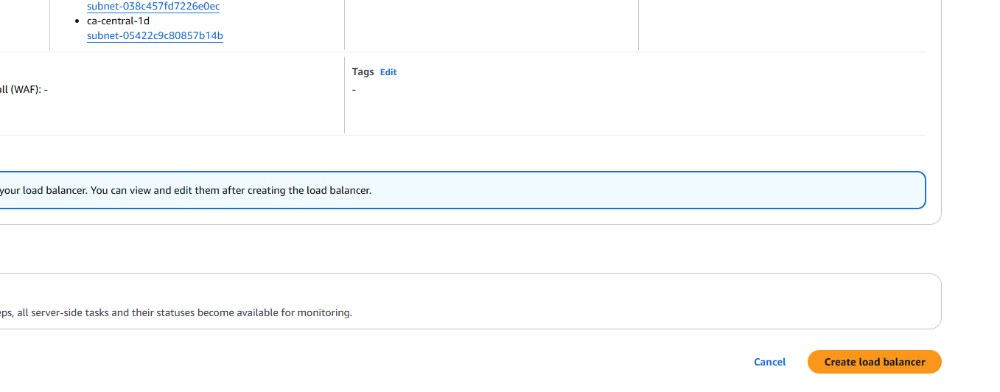 subnet-038c457fd7226e0ec
ca-central-1d
subnet-05422c9c80857b14b
Tags Edit
all (WAF): -
-
your load balancer. You can view and edit them after creating the load balancer.
eps, all server-side tasks and their statuses become available for monitoring.
Cancel Create load balancer